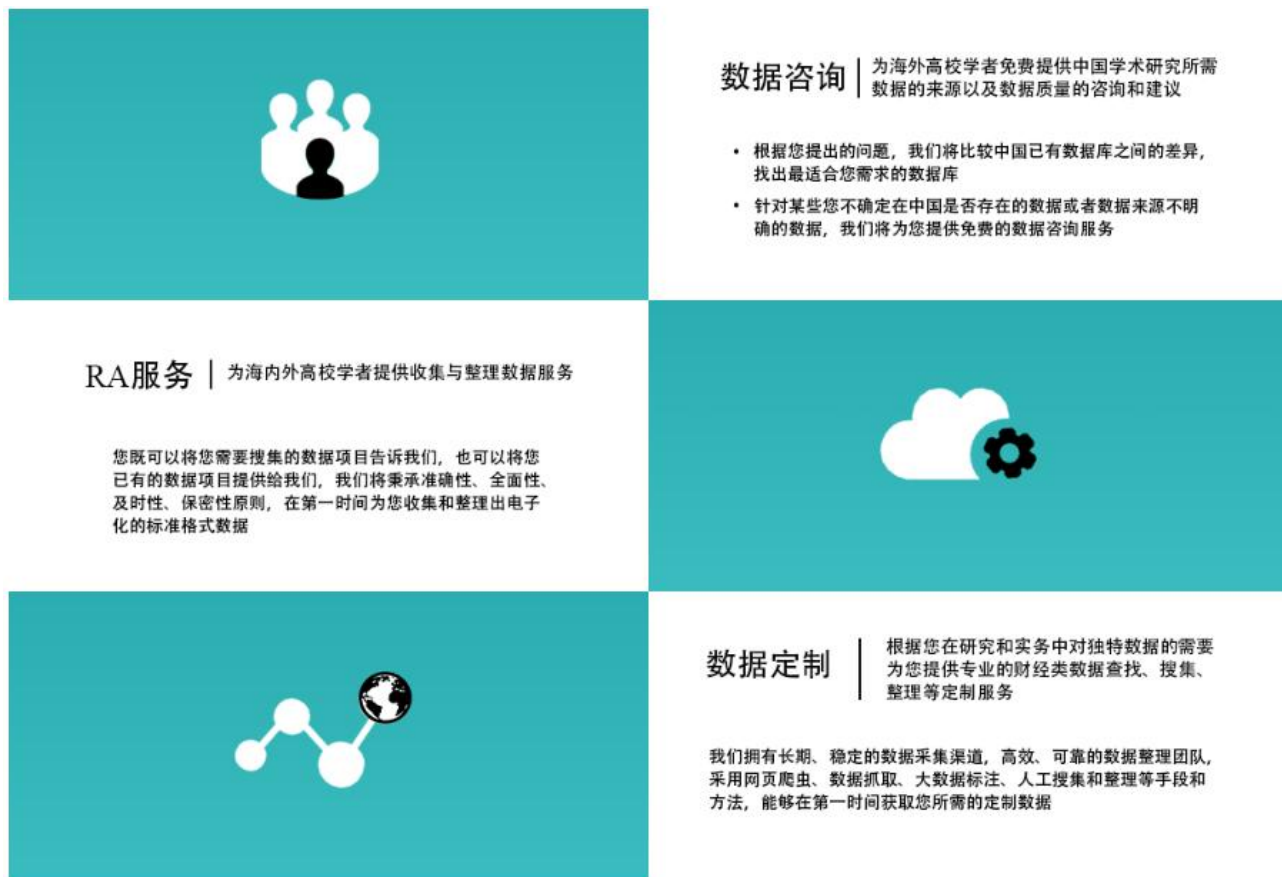 数据咨询
为海外高校学者免费提供中国学术研究所需
数据的来源以及数据质量的咨询和建议
• 根据您提出的问题，我们将比较中国已有数据库之间的差异，
找出最适合您需求的数据库
• 针对某些您不确定在中国是否存在的数据或者数据来源不明
确的数据，我们将为您提供免费的数据咨询服务
RA服务
为海内外高校学者提供收集与整理数据服务
您既可以将您需要搜集的数据项目告诉我们，也可以将您
已有的数据项目提供给我们，我们将秉承准确性、全面性、
及时性、保密性原则，在第一时间为您收集和整理出电子
化的标准格式数据
数据定制
根据您在研究和实务中对独特数据的需要
为您提供专业的财经类数据查找、搜集、
整理等定制服务
我们拥有长期、稳定的数据采集渠道，高效、可靠的数据整理团队，
采用网页爬虫、数据抓取、大数据标注、人工搜集和整理等手段和
方法，能够在第一时间获取您所需的定制数据